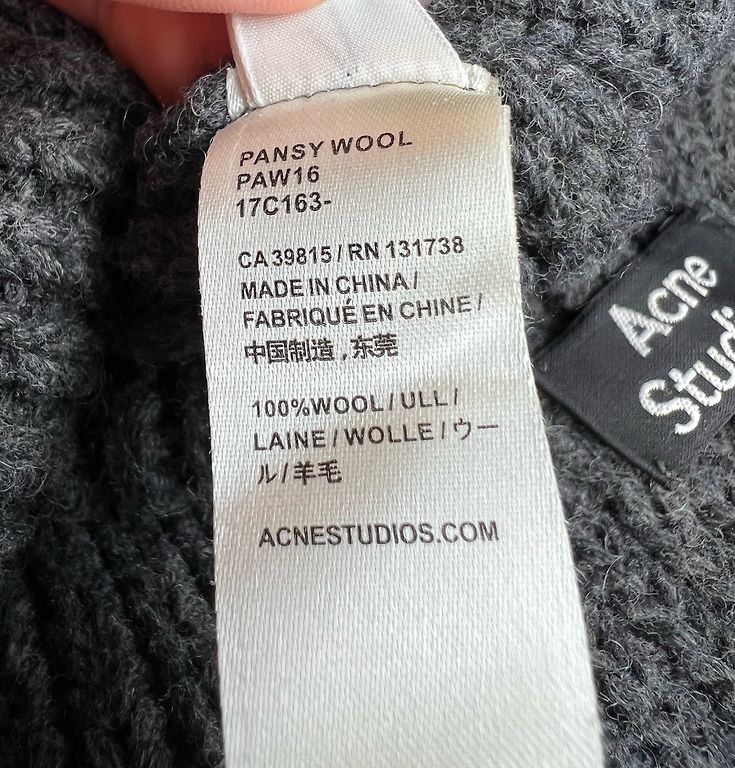 PANSY WOOL
PAW16
17C163-
CA 39815 / RN 131738
MADE IN CHINA /
FABRIQUÉ EN CHINE /
中国制造 , 东莞
100%WOOL / ULL /
LAINE / WOLLE / ウー
ル / 羊毛
ACNESTUDIOS.COM
Acne